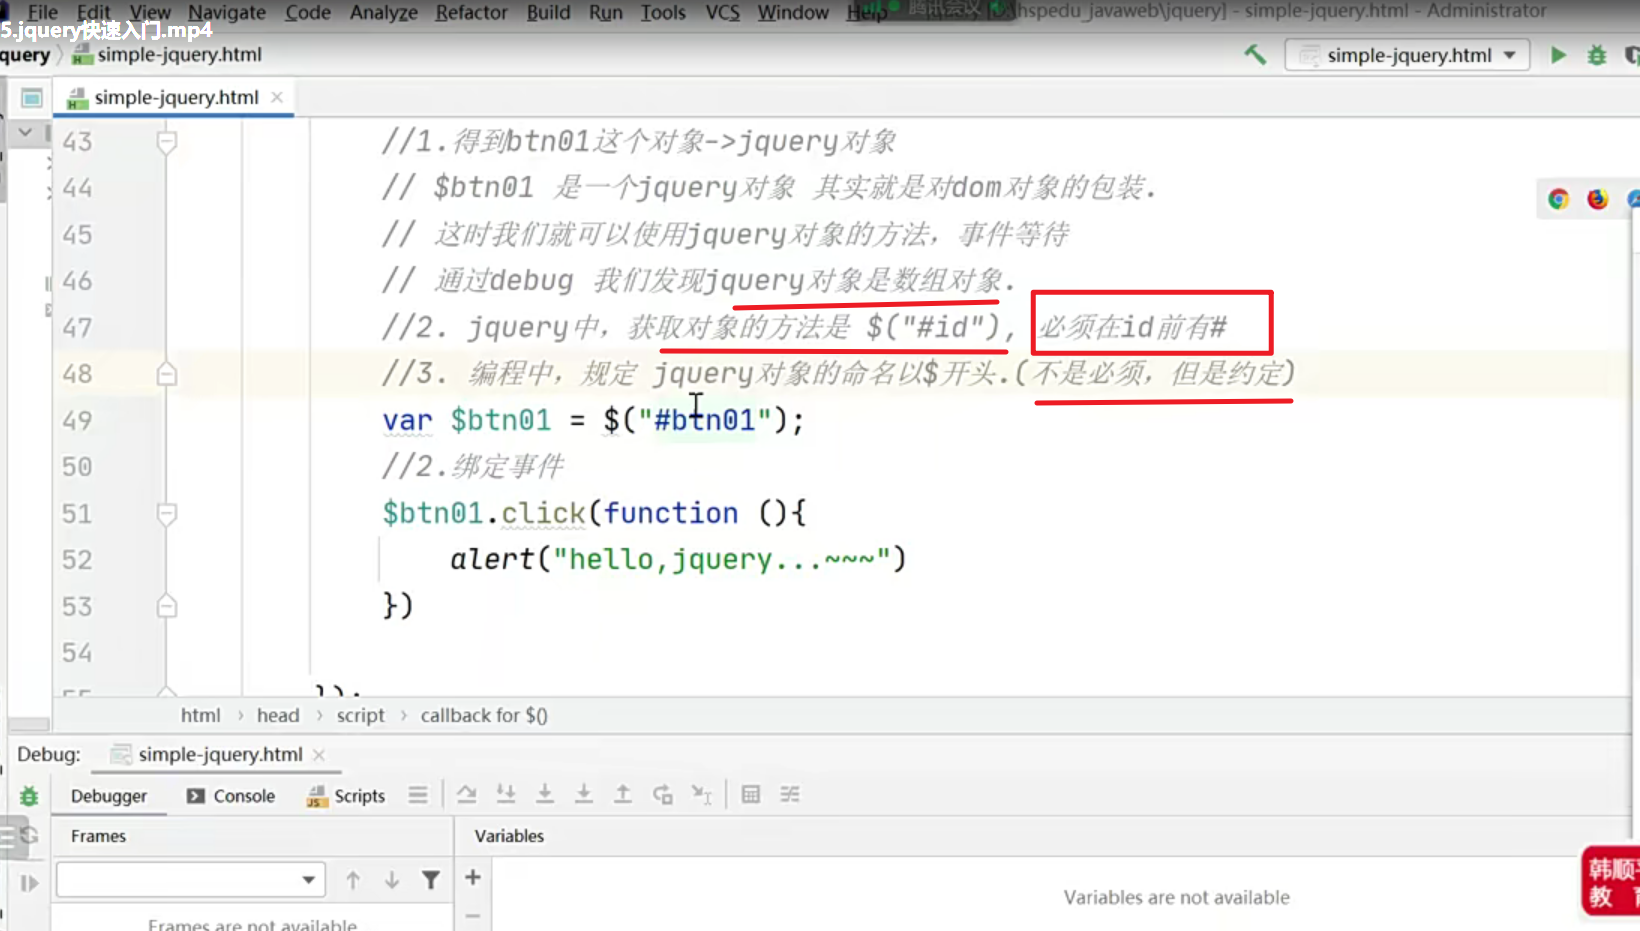 File Edit View Navigate Code Analyze Refactor Build Run Tools VCS Window Help 腾讯会议 hspedu_javaweb\jquery] - simple-jquery.html - Administrator
5.jquery快速入门.mp4
query simple-jquery.html simple-jquery.html
simple-jquery.html
43 //1.得到btn01这个对象->jquery对象
44 // $btn01 是一个jquery对象 其实就是对dom对象的包装.
45 // 这时我们就可以使用jquery对象的方法，事件等待
46 // 通过debug 我们发现jquery对象是数组对象.
47 //2. jquery中，获取对象的方法是 $("#id"), 必须在id前有#
48 //3. 编程中，规定 jquery对象的命名以$开头.(不是必须，但是约定)
49 var $btn01 = $("#btn01");
50 //2.绑定事件
51 $btn01.click(function (){
52 alert("hello,jquery...~~~")
53 })
54
55 });
html › head › script › callback for $()
Debug: simple-jquery.html
Debugger Console Scripts
Frames Variables
Variables are not available
Frames are not available
韩顺平
教育